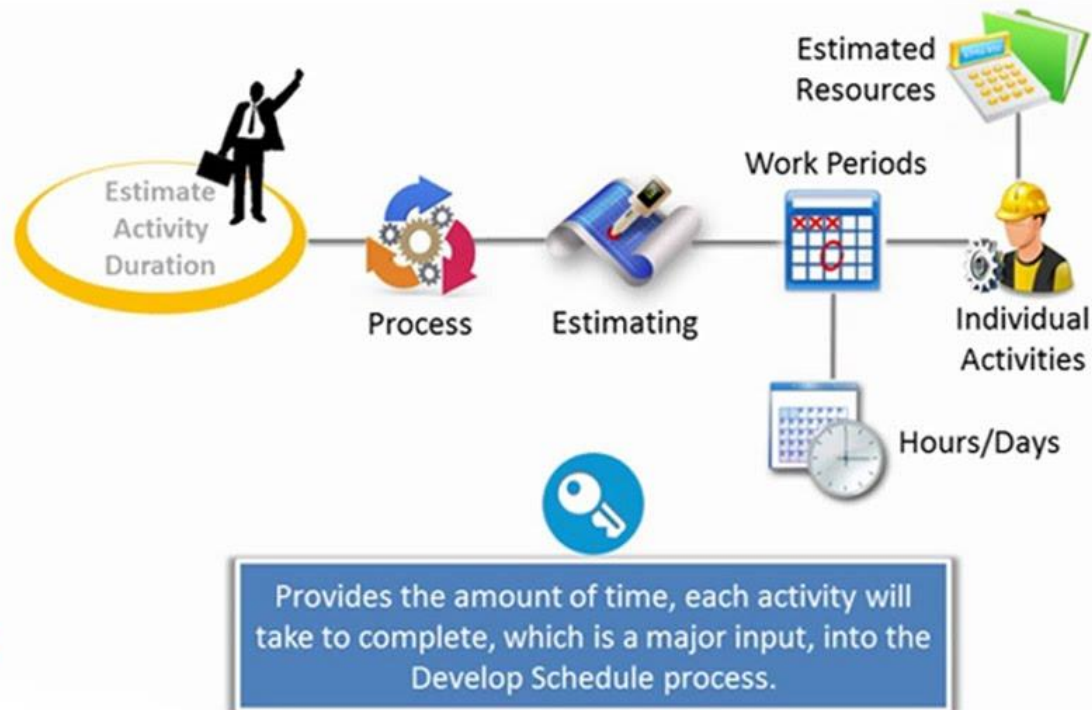 Estimated
Resources
Work Periods
Estimate
Activity
Duration
Process
Estimating
Individual
Activities
Hours/Days
Provides the amount of time, each activity will
take to complete, which is a major input, into the
Develop Schedule process.